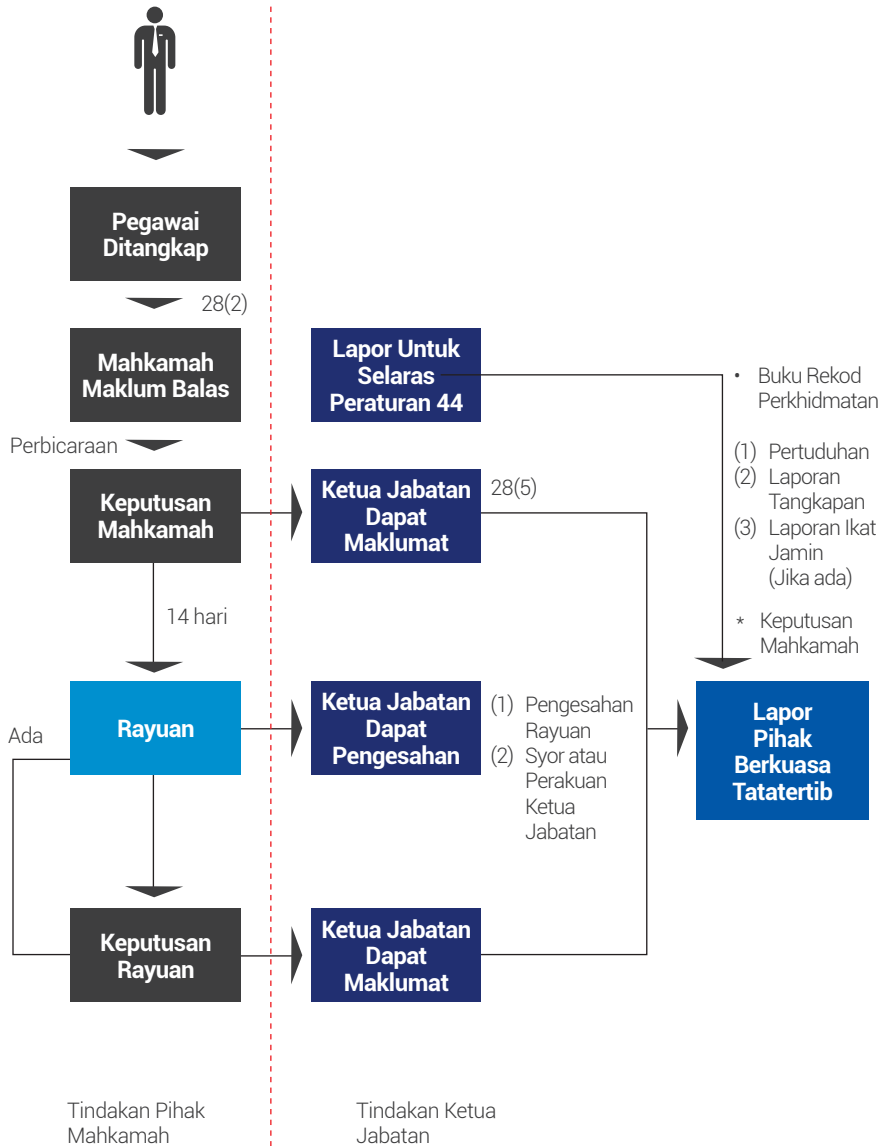 Pegawai
Ditangkap
28(2)
Mahkamah
Maklum Balas
Lapor Untuk
Selaras
Peraturan 44
• Buku Rekod
Perkhidmatan
Perbicaraan
(1) Pertuduhan
(2) Laporan
Tangkapan
(3) Laporan Ikat
Jamin
(Jika ada)
* Keputusan
Mahkamah
Keputusan
Mahkamah
Ketua Jabatan
Dapat
Maklumat
28(5)
14 hari
Ada
Rayuan
Ketua Jabatan
Dapat
Pengesahan
(1) Pengesahan
Rayuan
(2) Syor atau
Perakuan
Ketua
Jabatan
Lapor
Pihak
Berkuasa
Tatatertib
Keputusan
Rayuan
Ketua Jabatan
Dapat
Maklumat
Tindakan Pihak
Mahkamah
Tindakan Ketua
Jabatan